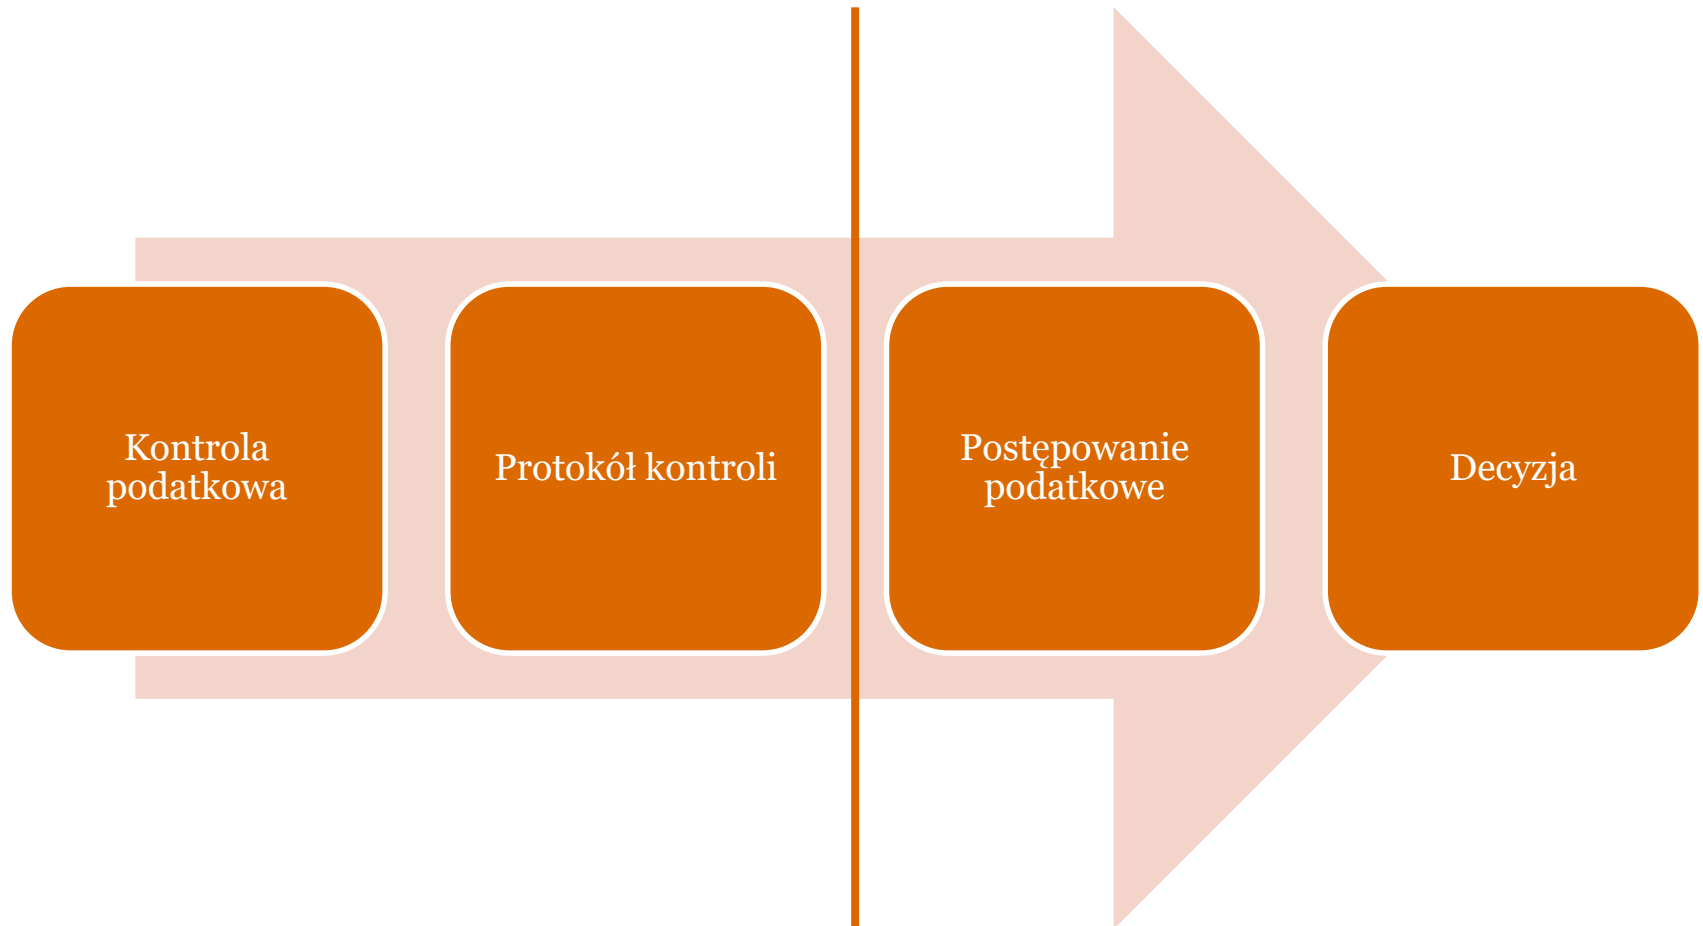 Kontrola
podatkowa
Protokół kontroli
Postępowanie
podatkowe
Decyzja